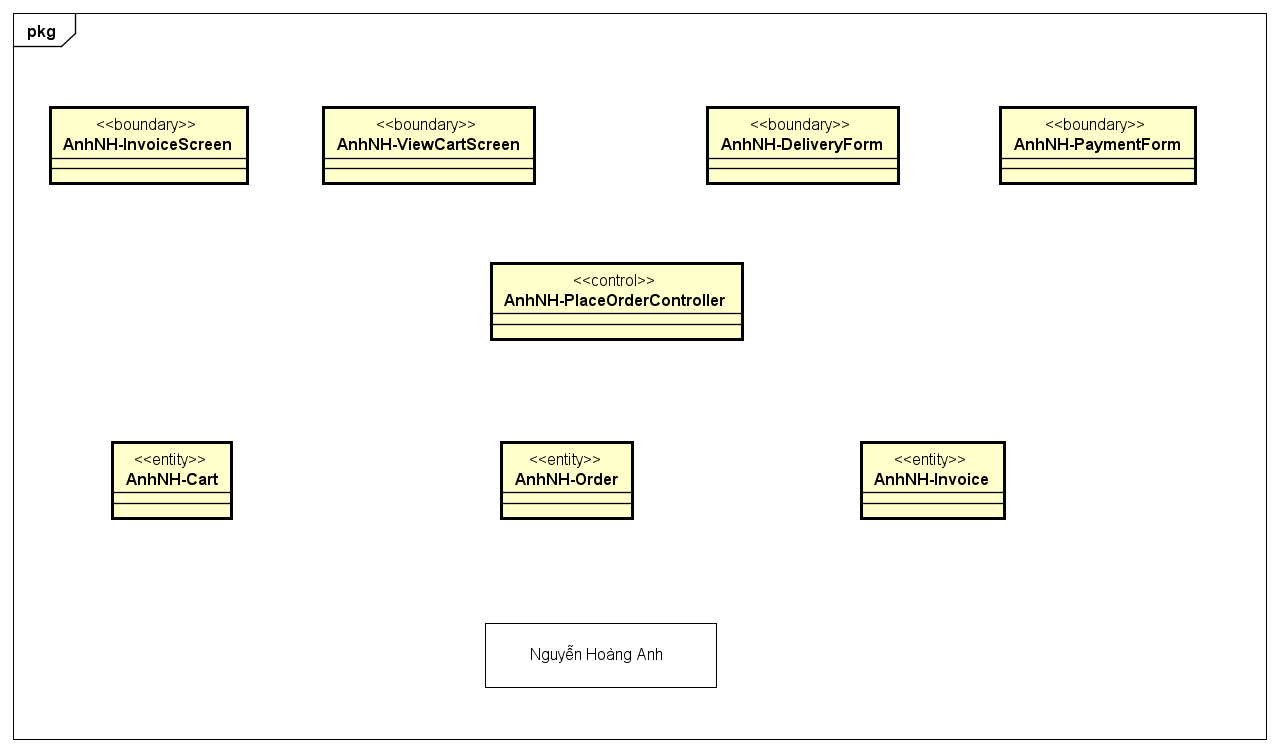 pkg
<<boundary>>
AnhNH-InvoiceScreen
<<boundary>>
AnhNH-ViewCartScreen
<<boundary>>
AnhNH-DeliveryForm
<<boundary>>
AnhNH-PaymentForm
<<control>>
AnhNH-PlaceOrderController
<<entity>>
AnhNH-Cart
<<entity>>
AnhNH-Order
<<entity>>
AnhNH-Invoice
Nguyễn Hoàng Anh